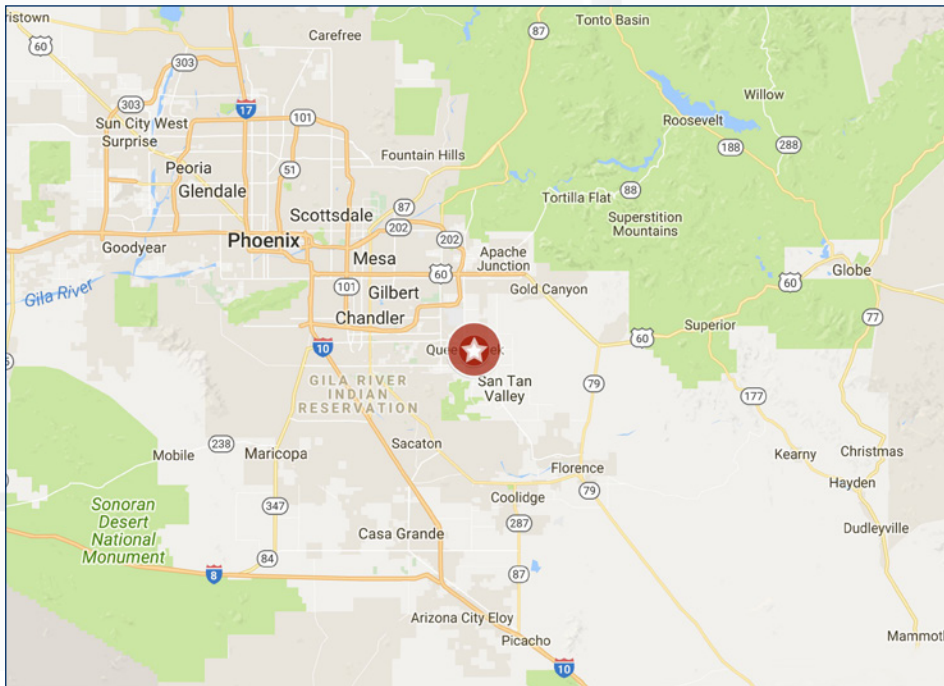 ristown
Carefree
Tonto Basin
87
60
303
Willow
303
17
101
Roosevelt
Sun City West
Surprise
188
288
51
Fountain Hills
Peoria
Glendale
88
Tortilla Flat
87
Scottsdale
202
Superstition
Mountains
Phoenix
202
Goodyear
Mesa
Apache
Junction
60
Globe
60
101
Gilbert
Gold Canyon
Gila River
Chandler
Superior
77
60
10
GILA RIVER
INDIAN
RESERVATION
San Tan
Valley
79
177
238
Sacaton
Mobile
Maricopa
Kearny
Christmas
Florence
Hayden
79
Coolidge
Sonoran
Desert
National
Monument
347
287
Dudleyville
Casa Grande
84
8
87
Arizona City
Eloy
Picacho
Mammoth
10